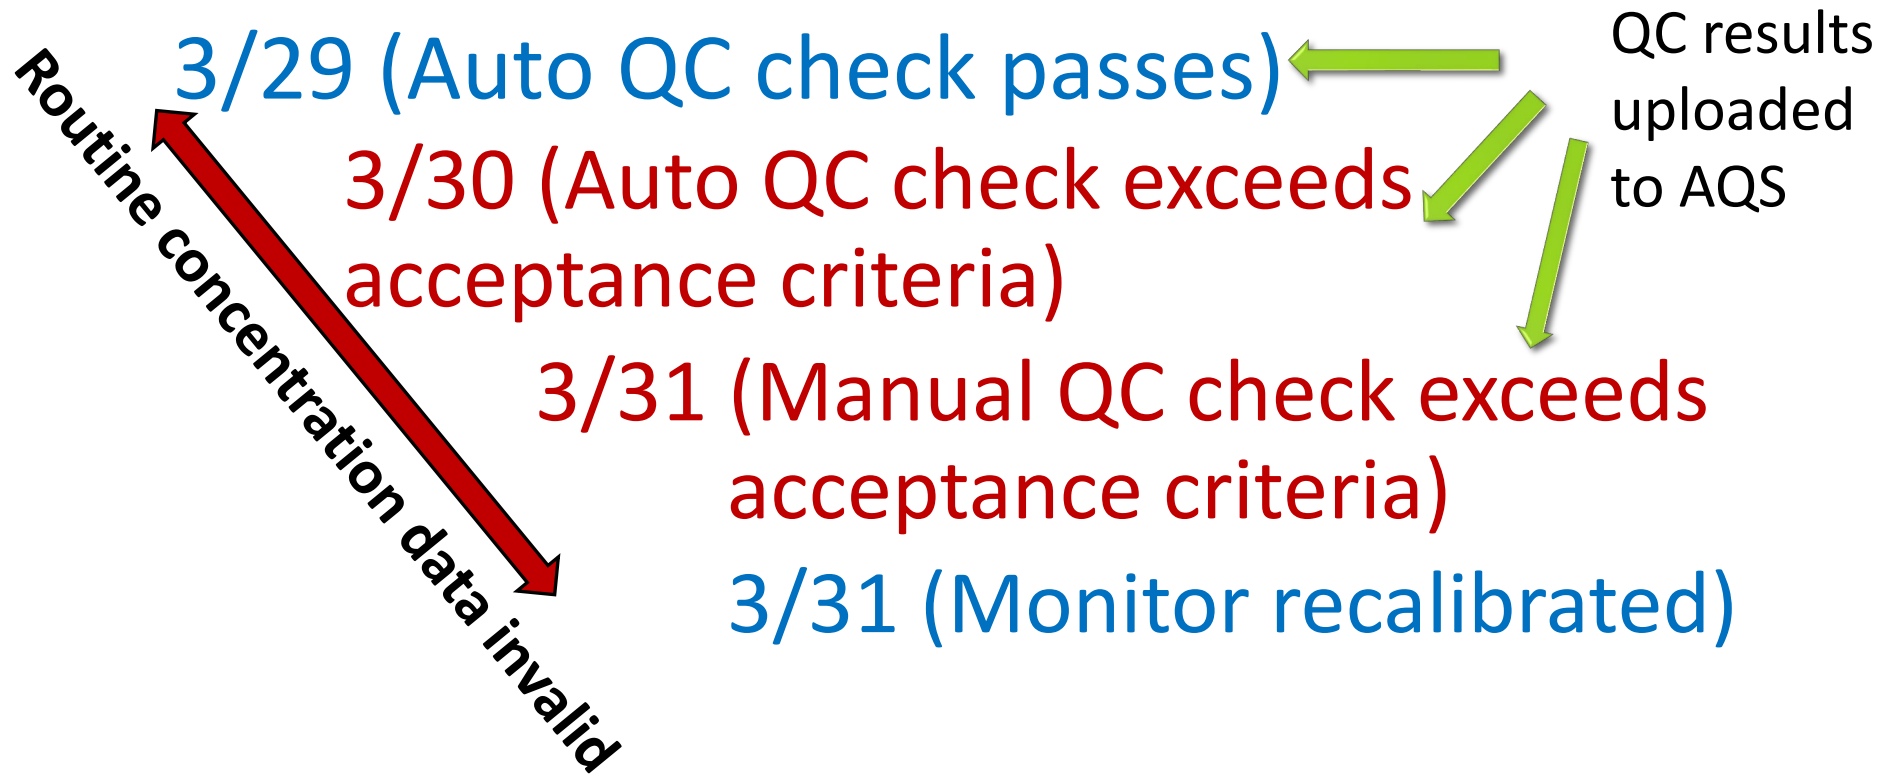 3/29 (Auto QC check passes)
3/30 (Auto QC check exceeds
acceptance criteria)
3/31 (Manual QC check exceeds
acceptance criteria)
3/31 (Monitor recalibrated)
QC results
uploaded
to AQS
Routine concentration data invalid